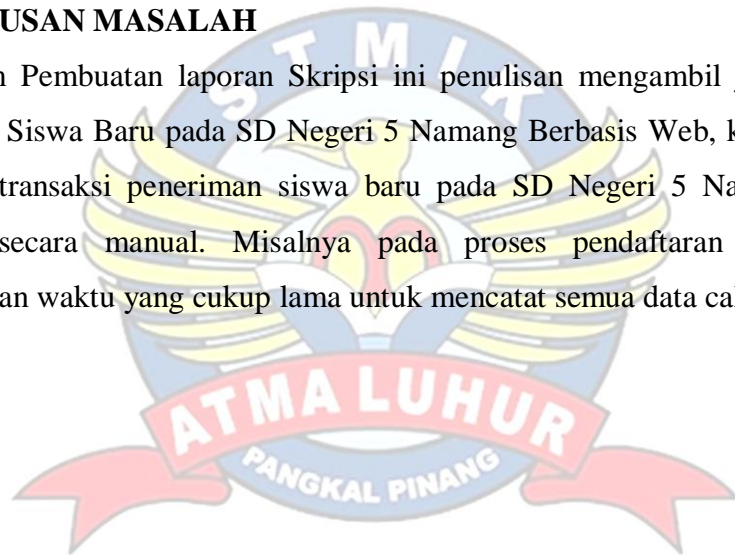 USAN MASALAH
n Pembuatan laporan Skripsi ini penulisan mengambil
Siswa Baru pada SD Negeri 5 Namang Berbasis Web, k
transaksi peneriman siswa baru pada SD Negeri 5 Na
secara manual. Misalnya pada proses pendaftaran
an waktu yang cukup lama untuk mencatat semua data cal
STMIK
ATMA LUHUR
PANGKAL PINANG